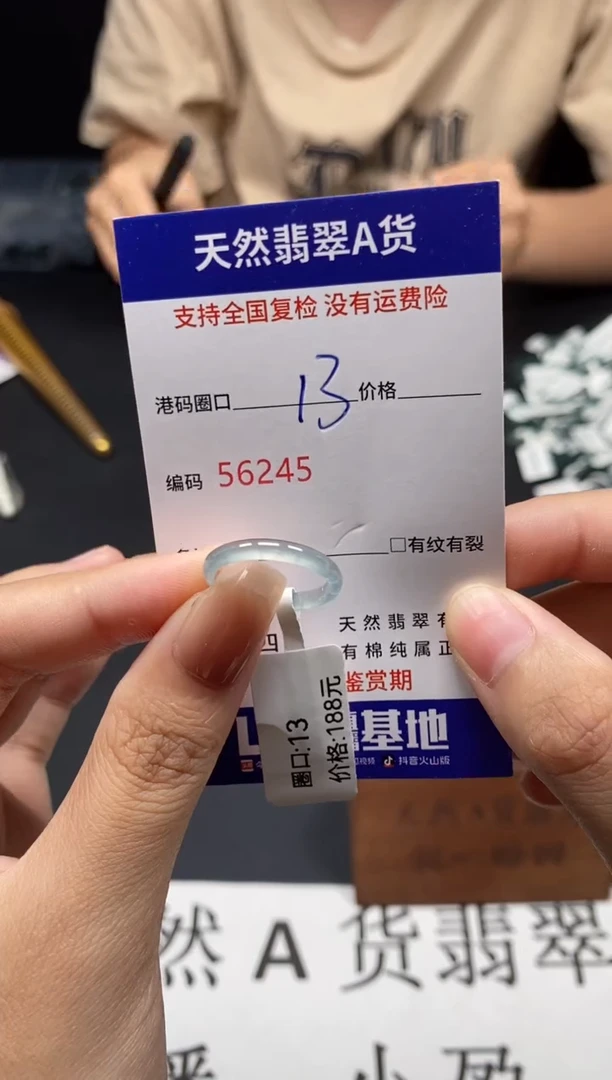 天然翡翠A货
支持全国复检 没有运费险
港码圈口 13 价格
编码 56245
□有纹有裂
天然翡翠有
有棉纯属正
鉴赏期
圈口:13
价格:188元
基地
抖音火山版
然A货翡翠